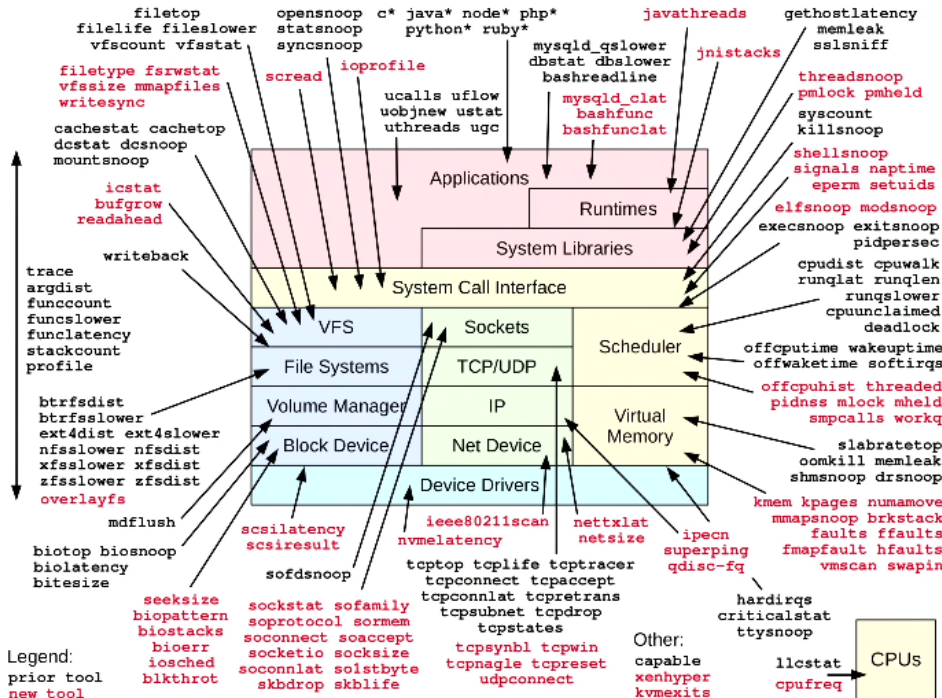 filetop
filelife fileslower
vfscount vfsstat
opensnoop
statsnoop
syncsnoop
c* java* node* php*
python* ruby*
javathreads
gethostlatency
memleak
sslsniff
filetype fsrwstat
vfssize mmapfiles
writesync
scread
ioprofile
mysqld_qslower
dbstat dbslower
bashreadline
jnistacks
threadsnoop
pmlock pmheld
ucalls uflow
uobjnew ustat
uthreads ugc
mysqld_clat
bashfunc
bashfunclat
syscount
killsnoop
cachestat cachetop
dcstat dcsnoop
mountsnoop
shellsnoop
signals naptime
eperm setuids
icstat
bufgrow
readahead
Applications
Runtimes
System Libraries
elfsnoop modsnoop
execsnoop exitsnoop
pidpersec
writeback
System Call Interface
cpudist cpuwalk
runqlat runqlen
runqslower
cpuunclaimed
deadlock
trace
argdist
funccount
funcslower
funclatency
stackcount
profile
VFS
Sockets
Scheduler
File Systems
TCP/UDP
offcputime wakeuptime
offwaketime softirqs
offcpuhist threaded
pidnss mlock mheld
smpcalls workq
btrfsdist
btrfsslower
ext4dist ext4slower
nfsslower nfsdist
xfsslower xfsdist
zfsslower zfsdist
overlayfs
Volume Manager
IP
Virtual
Memory
Block Device
Net Device
slabratetop
oomkill memleak
shmsnoop drsnoop
Device Drivers
mdflush
scsilatency
scsiresult
ieee80211scan
nvmelatency
nettxlat
netsize
ipecn
superping
qdisc-fq
kmem kpages numamove
mmapsnoop brkstack
faults ffaults
fmapfault hfaults
vmscan swapin
biotop biosnoop
biolatency
bitesize
sofdsnoop
tcptop tcplife tcptracer
tcpconnect tcpaccept
tcpconnlat tcpretrans
tcpsubnet tcpdrop
tcpstates
hardirqs
criticalstat
ttysnoop
seeksize
biopattern
biostacks
bioerr
iosched
blkthrot
sockstat sofamily
soprotocol sormem
soconnect soaccept
socketio socksize
soconnlat so1stbyte
skbdrop skblife
tcpsynbl tcpwin
tcpnagle tcpreset
udpconnect
Other:
capable
xenhyper
kvmexits
llcstat
cpufreq
CPUs
Legend:
prior tool
new tool